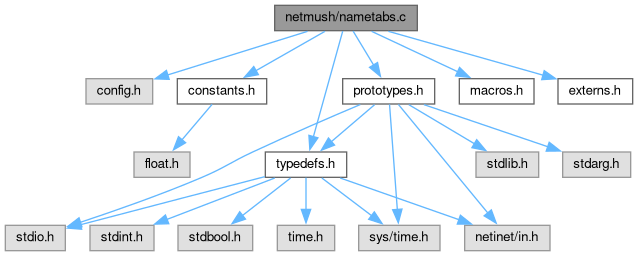 netmush/nametabs.c
config.h
constants.h
prototypes.h
macros.h
externs.h
float.h
typedefs.h
stdlib.h
stdarg.h
stdio.h
stdint.h
stdbool.h
time.h
sys/time.h
netinet/in.h